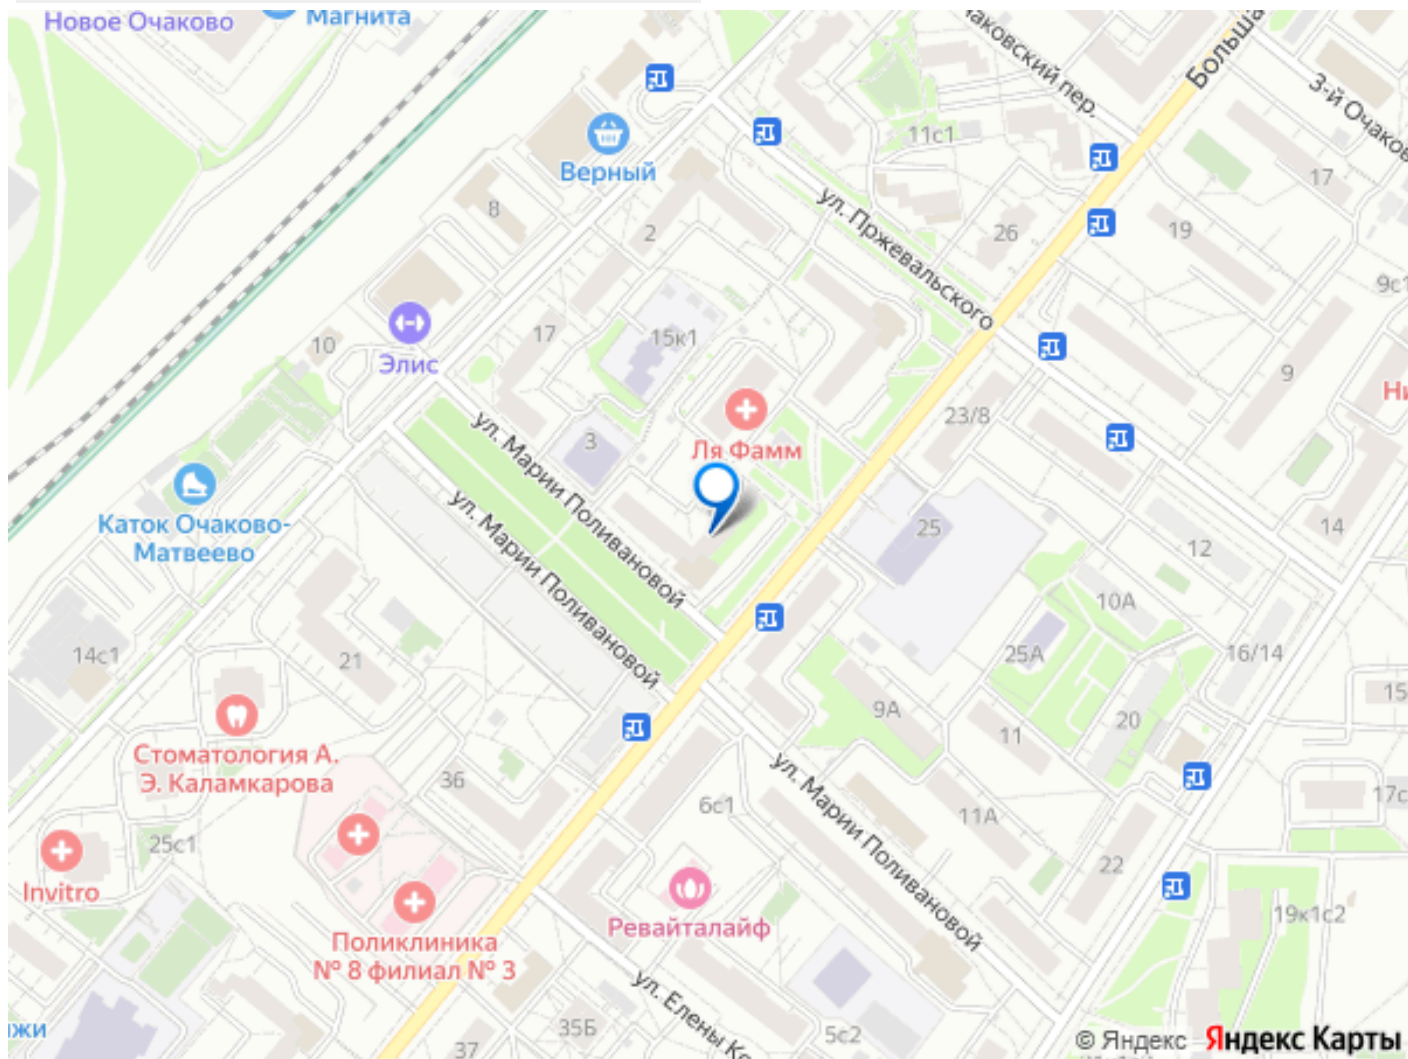 Новое Очаково
Магнита
Больша
аковский пер.
3-й Очаков
Верный
11с1
17
8
2
26
19
ул. Пржевальского
9с1
Элис
10
17
15к1
9
23/8
Ни
Ля Фамм
3
ул. Марии Поливановой
Каток Очаково-
Матвеево
ул. Марии Поливановой
25
14
12
10А
14с1
21
25А
16/14
15
9А
20
11
Стоматология А.
Э. Каламкарова
36
6с1
ул. Марии Поливановой
11А
17с
25с1
22
Invitro
Ревайталайф
19к1с2
Поликлиника
№ 8 филиал № 3
ул. Елены Ко
жи
35Б
37
5с2
© Яндекс Яндекс Карты